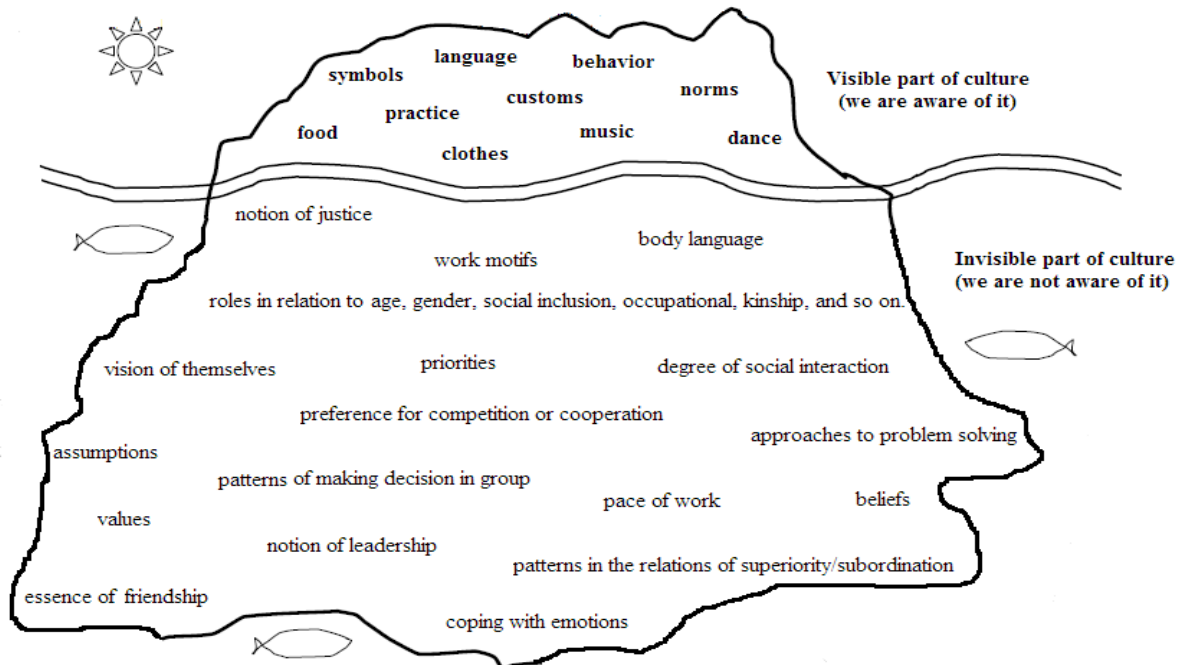 language
behavior
symbols
norms
customs
practice
food
music
dance
clothes
Visible part of culture
(we are aware of it)
notion of justice
body language
work motifs
Invisible part of culture
(we are not aware of it)
roles in relation to age, gender, social inclusion, occupational, kinship, and so on.
vision of themselves
priorities
degree of social interaction
preference for competition or cooperation
approaches to problem solving
assumptions
patterns of making decision in group
pace of work
beliefs
values
notion of leadership
patterns in the relations of superiority/subordination
essence of friendship
coping with emotions